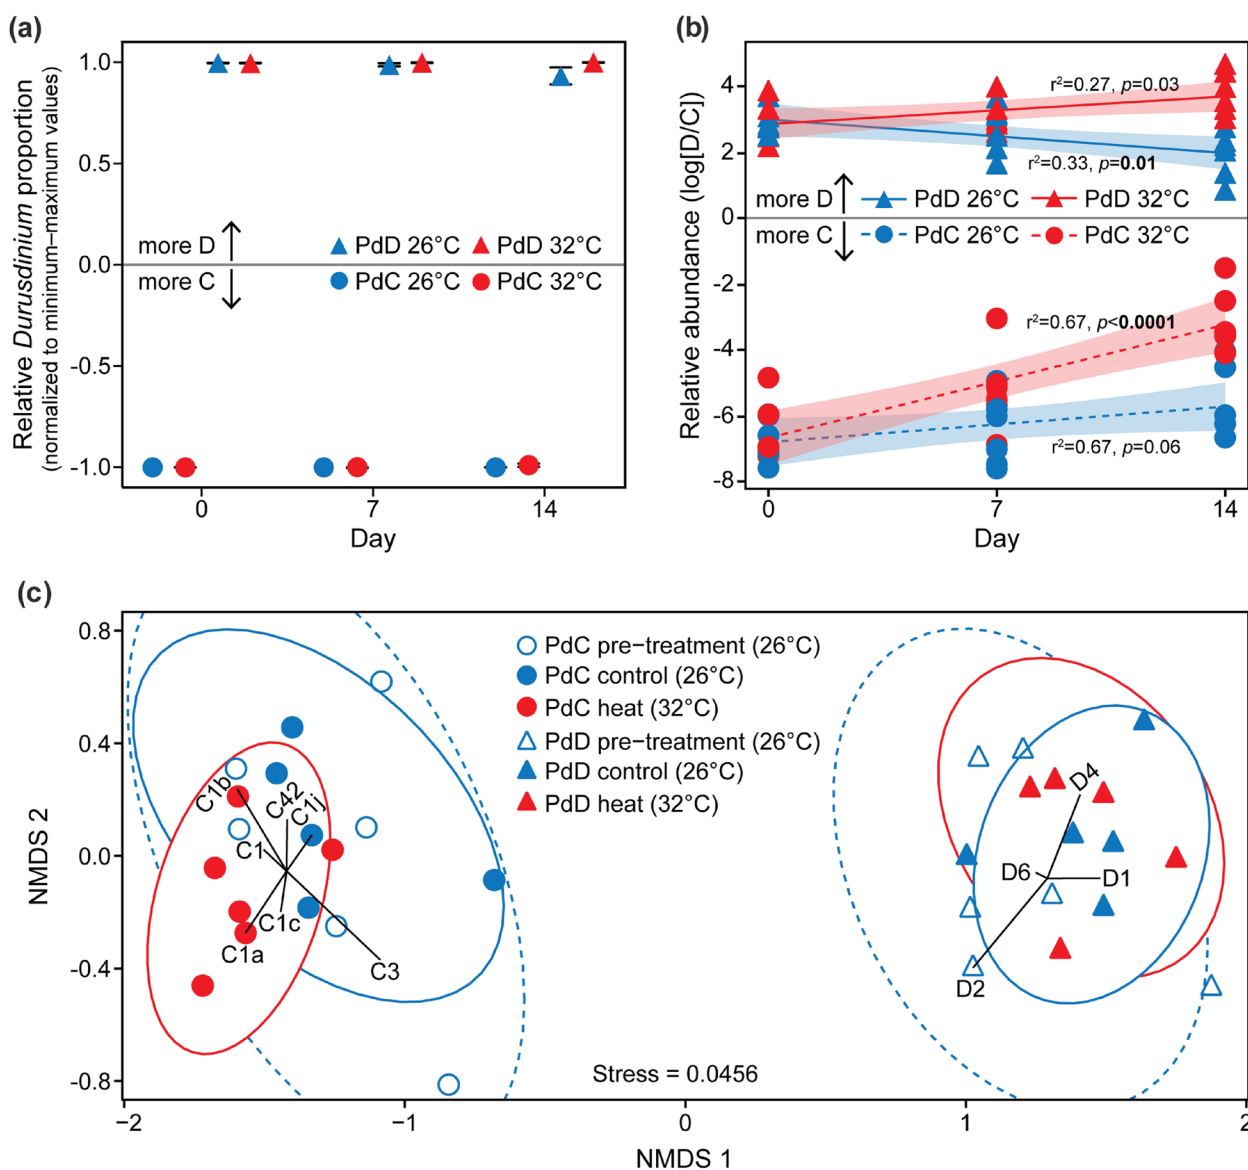 (a)
Relative Durusdinium proportion
(normalized to minimum–maximum values)
1.0
0.5
0.0
-0.5
-1.0
more D
more C
PdD 26°C
PdD 32°C
PdC 26°C
PdC 32°C
0
7
14
Day
(b)
Relative abundance (log[D/C])
4
2
0
-2
-4
-6
-8
r²=0.27, p=0.03
r²=0.33, p=0.01
more D
PdD 26°C
PdD 32°C
more C
PdC 26°C
PdC 32°C
r²=0.67, p<0.0001
r²=0.67, p=0.06
0
7
14
Day
(c)
NMDS 2
0.8
0.4
0.0
-0.4
-0.8
PdC pre−treatment (26°C)
PdC control (26°C)
PdC heat (32°C)
PdD pre−treatment (26°C)
PdD control (26°C)
PdD heat (32°C)
C1b
C42
C1j
C1
C1c
C1a
C3
D4
D6
D1
D2
Stress = 0.0456
−2
−1
0
1
2
NMDS 1